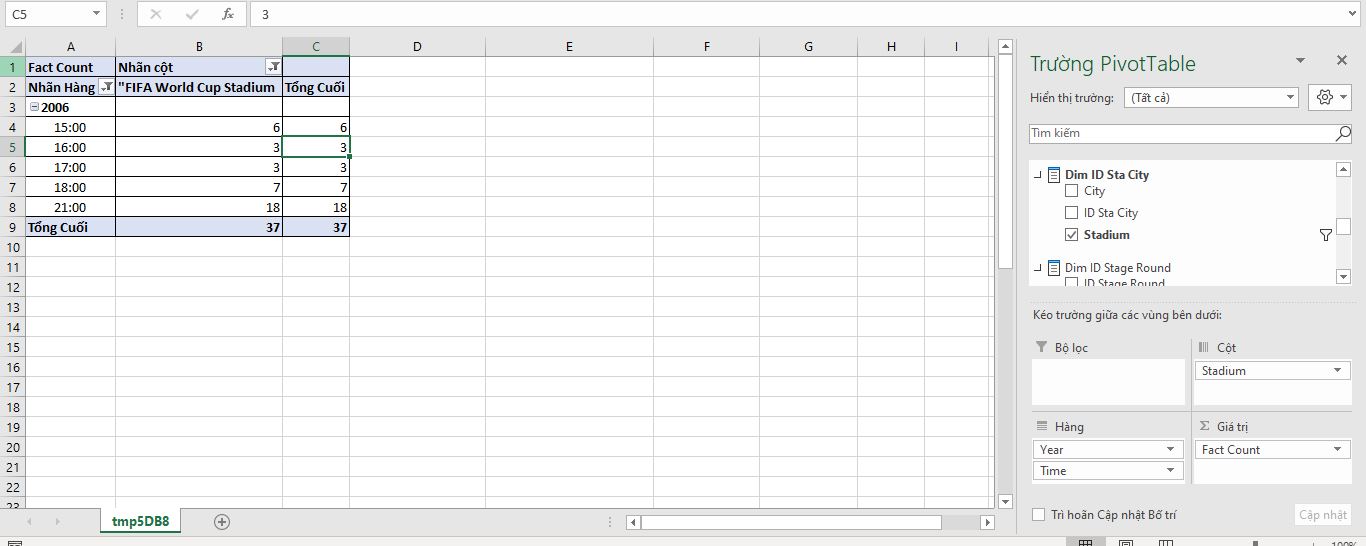 C5
fx
3
A B C D E F G H I
1 Fact Count Nhãn cột
2 Nhãn Hàng "FIFA World Cup Stadium Tổng Cuối
3 2006
4 15:00 6 6
5 16:00 3 3
6 17:00 3 3
7 18:00 7 7
8 21:00 18 18
9 Tổng Cuối 37 37
10
11
12
13
14
15
16
17
18
19
20
21
22
23
tmp5DB8
Trường PivotTable
Hiển thị trường: (Tất cả)
Tìm kiếm
Dim ID Sta City
City
ID Sta City
Stadium
Dim ID Stage Round
ID Stage Round
Kéo trường giữa các vùng bên dưới:
Bộ lọc
Cột
Stadium
Hàng
Σ Giá trị
Year
Fact Count
Time
Trì hoãn Cập nhật Bố trí
Cập nhật
100%